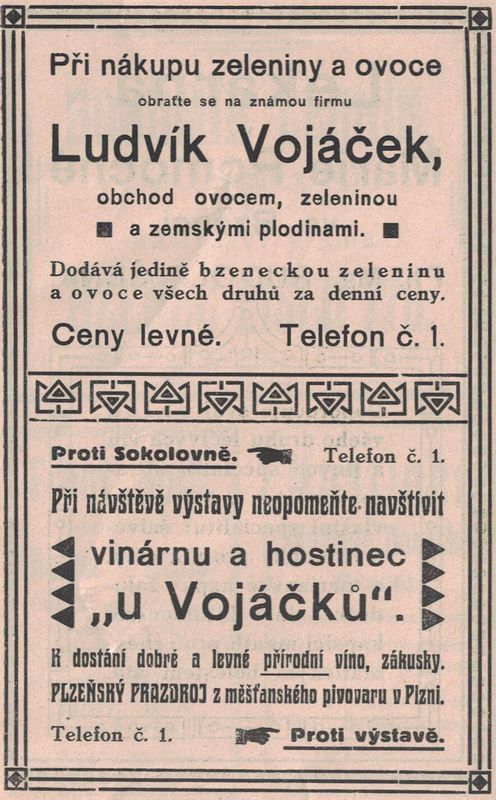 Při nákupu zeleniny a ovoce
obraťte se na známou firmu
Ludvík Vojáček,
obchod ovocem, zeleninou
a zemskými plodinami.
Dodává jedině bzeneckou zeleninu
a ovoce všech druhů za denní ceny.
Ceny levné. Telefon č. 1.
Proti Sokolovně. Telefon č. 1.
Při návštěvě výstavy neopomeňte navštívit
vinárnu a hostinec
„u Vojáčků“.
K dostání dobré a levné přírodní víno, zákusky.
PLZEŇSKÝ PRAZDROJ z měšťanského pivovaru v Plzni.
Telefon č. 1. Proti výstavě.